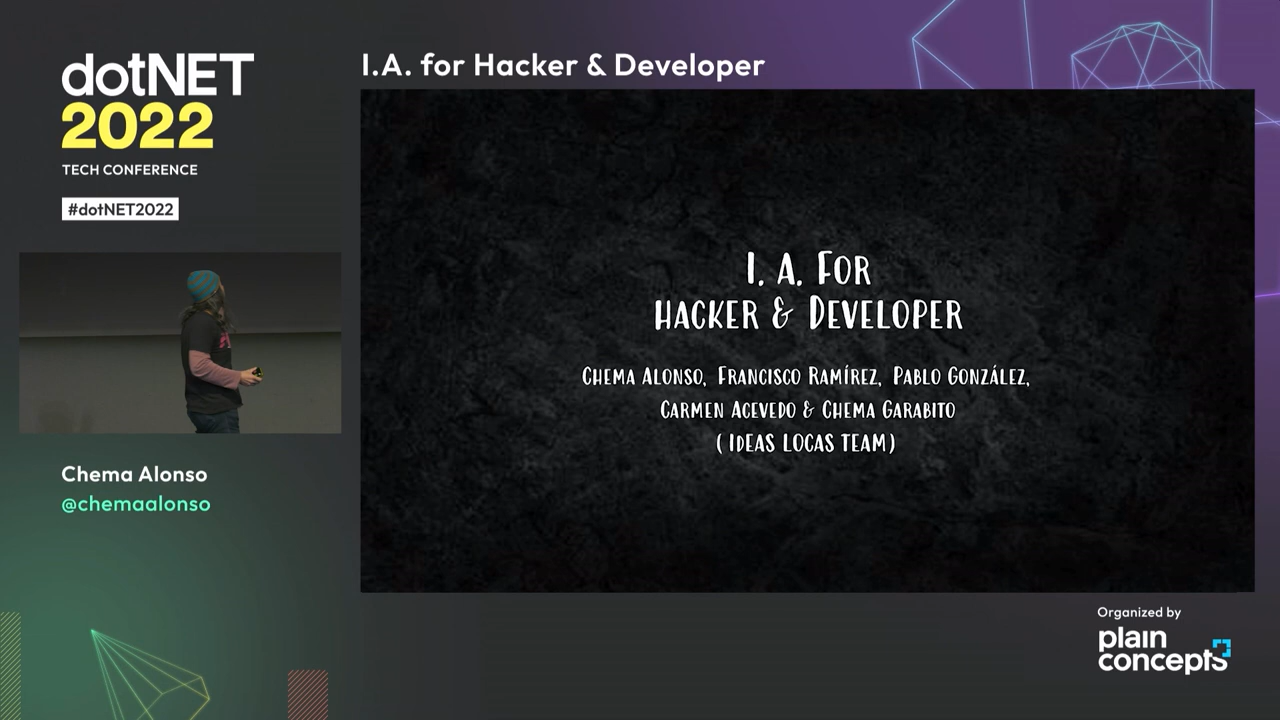 dotNET
2022
TECH CONFERENCE
#dotNET2022
I.A. for Hacker & Developer
I. A. FOR
HACKER & DEVELOPER
CHEMA ALONSO, FRANCISCO RAMÍREZ, PABLO GONZÁLEZ,
CARMEN ACEVEDO & CHEMA GARABITO
( IDEAS LOCAS TEAM)
Chema Alonso
@chemaalonso
Organized by
plain
concepts